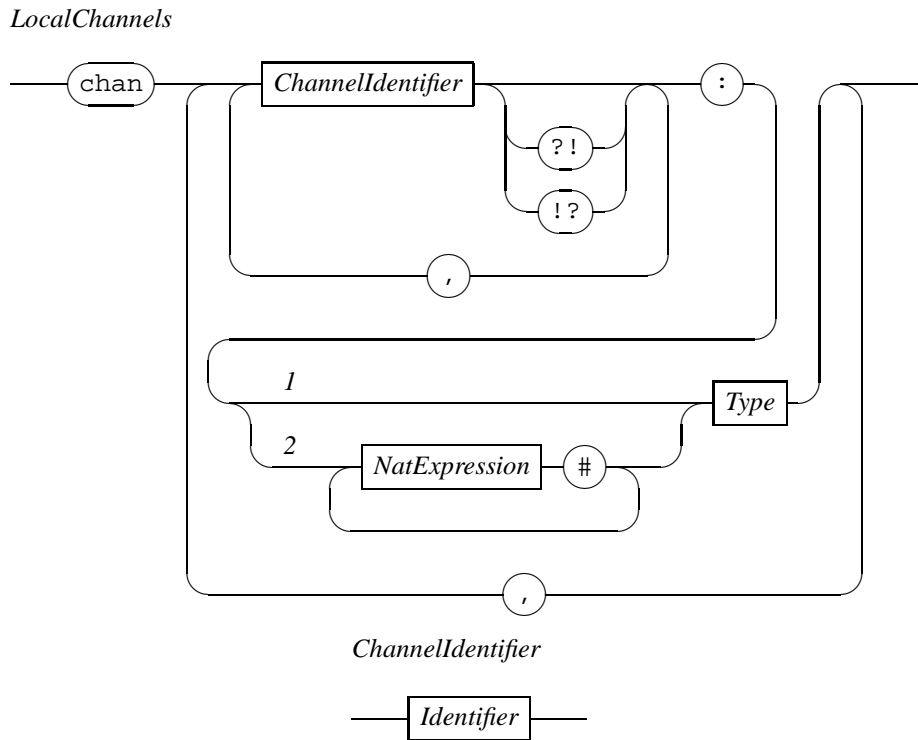 LocalChannels
chan ChannelIdentifier :
?!
!?
,
1
Type
2
NatExpression #
,
ChannelIdentifier
Identifier